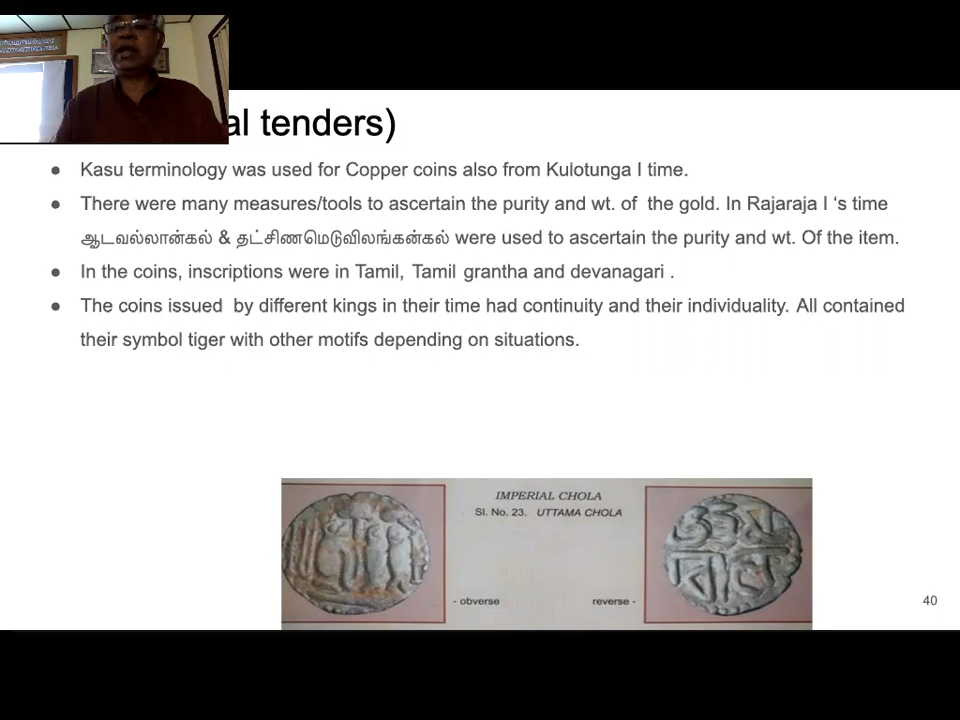 al tenders)
● Kasu terminology was used for Copper coins also from Kulotunga I time.
● There were many measures/tools to ascertain the purity and wt. of the gold. In Rajaraja I ‘s time
ஆடவல்லான்கல் & தட்சிணமெடுவிலங்கன்கல் were used to ascertain the purity and wt. Of the item.
● In the coins, inscriptions were in Tamil, Tamil grantha and devanagari .
● The coins issued by different kings in their time had continuity and their individuality. All contained
their symbol tiger with other motifs depending on situations.
IMPERIAL CHOLA
Sl. No. 23. UTTAMA CHOLA
- obverse
reverse -
40